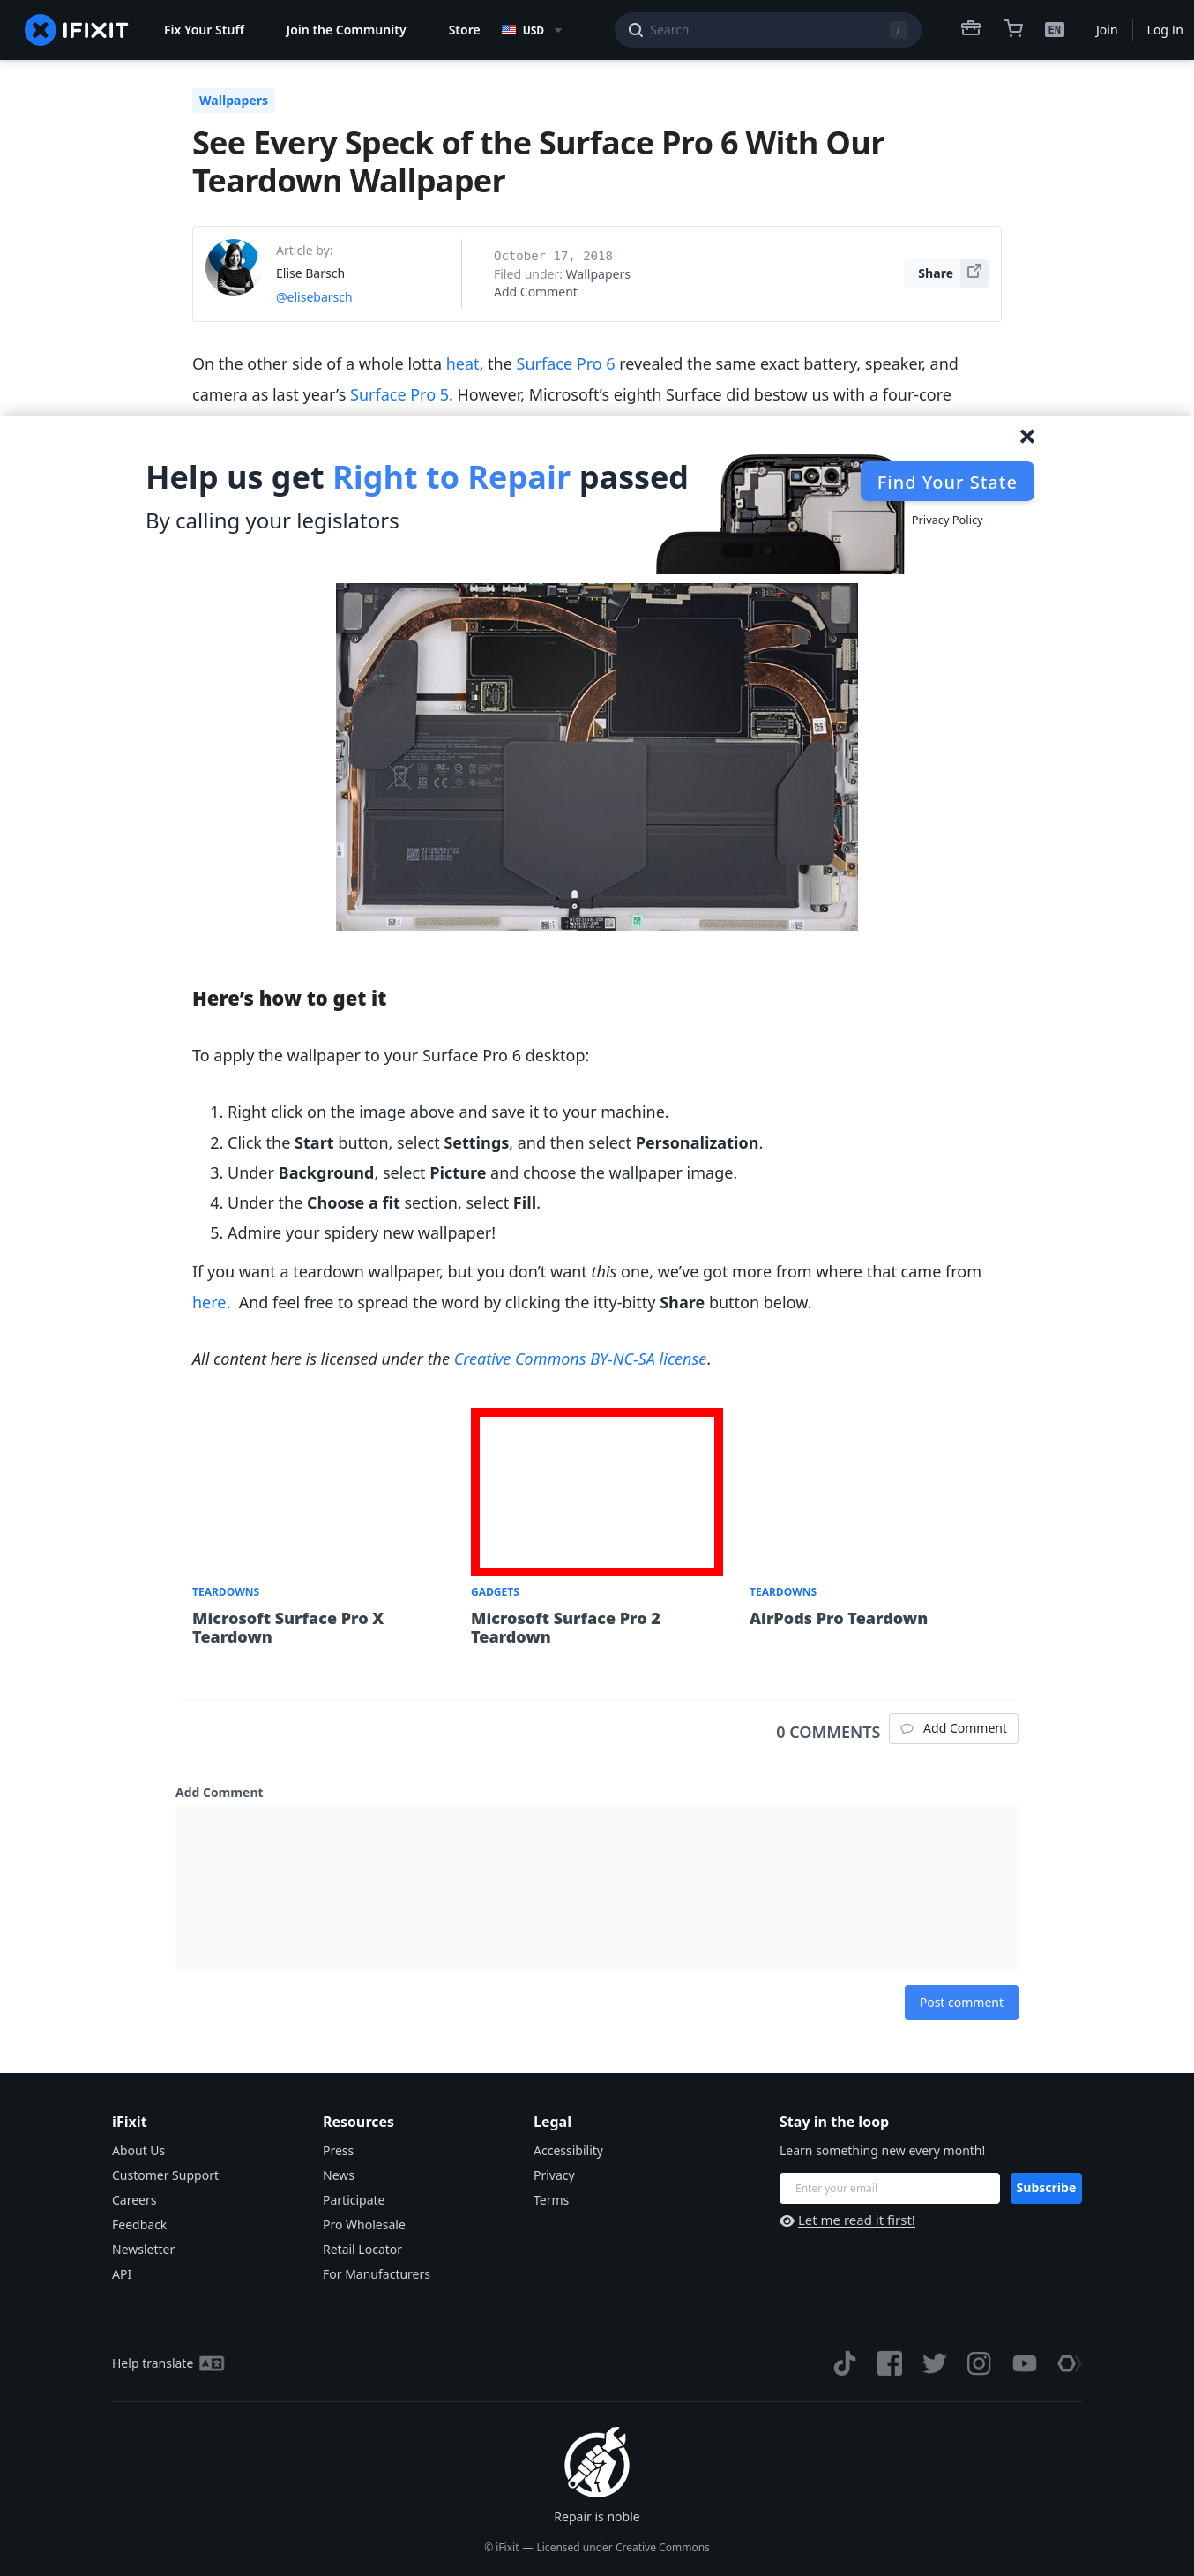 IFIXIT
Fix Your Stuff
Join the Community
Store
USD
Search
/
EN
Join
Log In
Wallpapers
See Every Speck of the Surface Pro 6 With Our
Teardown Wallpaper
Article by:
Elise Barsch
@elisebarsch
October 17, 2018
Filed under: Wallpapers
Add Comment
Share
On the other side of a whole lotta heat, the Surface Pro 6 revealed the same exact battery, speaker, and
camera as last year’s Surface Pro 5. However, Microsoft’s eighth Surface did bestow us with a four-core
Help us get Right to Repair passed
By calling your legislators
Find Your State
Privacy Policy
Here’s how to get it
To apply the wallpaper to your Surface Pro 6 desktop:
1. Right click on the image above and save it to your machine.
2. Click the Start button, select Settings, and then select Personalization.
3. Under Background, select Picture and choose the wallpaper image.
4. Under the Choose a fit section, select Fill.
5. Admire your spidery new wallpaper!
If you want a teardown wallpaper, but you don’t want this one, we’ve got more from where that came from
here.  And feel free to spread the word by clicking the itty-bitty Share button below.
All content here is licensed under the Creative Commons BY-NC-SA license.
TEARDOWNS
Microsoft Surface Pro X
Teardown
GADGETS
Microsoft Surface Pro 2
Teardown
TEARDOWNS
AirPods Pro Teardown
0 COMMENTS
Add Comment
Add Comment
Post comment
iFixit
About Us
Customer Support
Careers
Feedback
Newsletter
API
Resources
Press
News
Participate
Pro Wholesale
Retail Locator
For Manufacturers
Legal
Accessibility
Privacy
Terms
Stay in the loop
Learn something new every month!
Enter your email
Subscribe
Let me read it first!
Help translate
Repair is noble
© iFixit — Licensed under Creative Commons